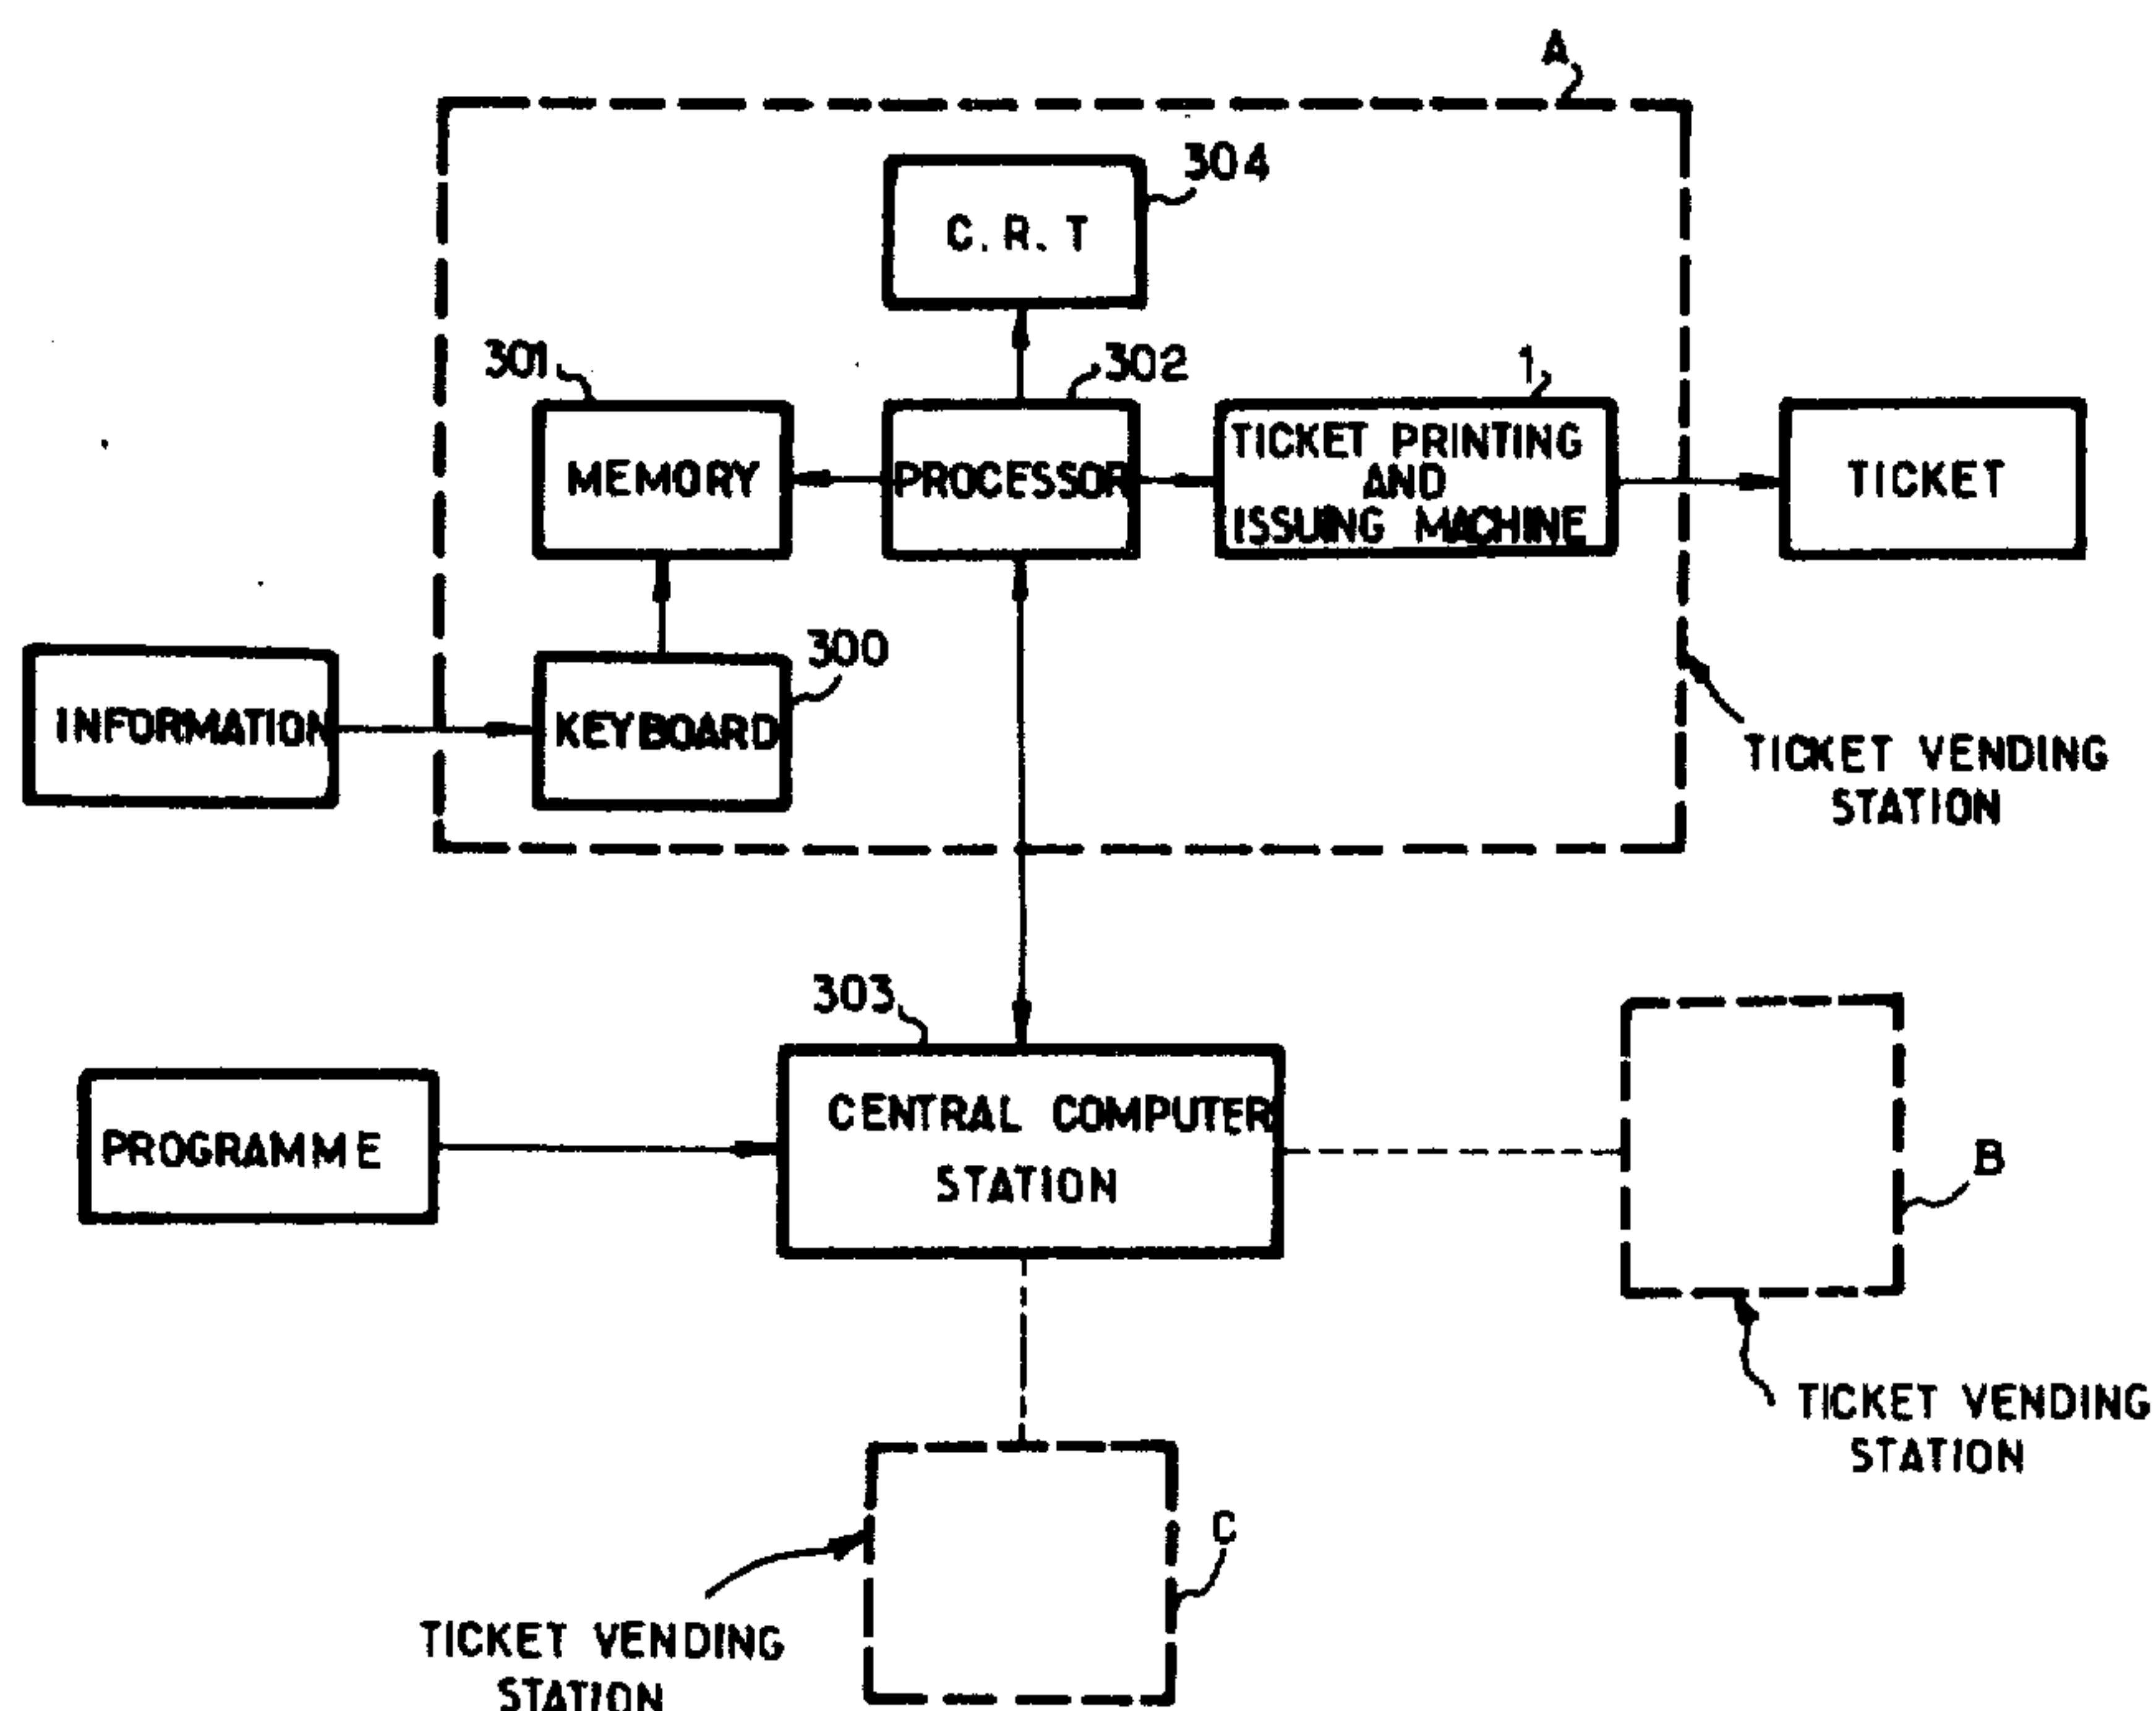 A
304
C.R.T
301
302
1
MEMORY
PROCESSOR
TICKET PRINTING
AND
ISSUING MACHINE
TICKET
300
INFORMATION
KEYBOARD
TICKET VENDING
STATION
303
CENTRAL COMPUTER
STATION
PROGRAMME
B
TICKET VENDING
STATION
C
TICKET VENDING
STATION